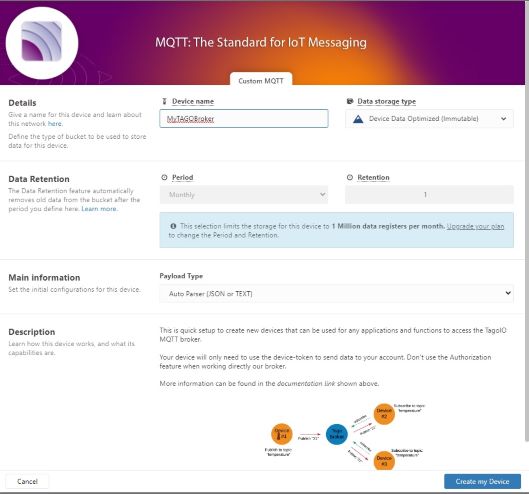 MQTT: The Standard for IoT Messaging
Custom MQTT
Details
Give a name for this device and learn about
this network here.
Define the type of bucket to be used to store
data for this device.
Device name
MyTAGOBroker
Data storage type
Device Data Optimized (Immutable)
Data Retention
The Data Retention feature automatically
removes old data from the bucket after the
period you define here. Learn more.
Period
Monthly
Retention
1
This selection limits the storage for this device to 1 Million data registers per month. Upgrade your plan
to change the Period and Retention.
Main information
Set the initial configurations for this device.
Payload Type
Auto Parser (JSON or TEXT)
Description
Learn how this device works, and what its
capabilities are.
This is quick setup to create new devices that can be used for any applications and functions to access the TagoIO
MQTT broker.
Your device will only need to use the device-token to send data to your account. Don't use the Authorization
feature when working directly our broker.
More information can be found in the documentation link shown above.
Subscribe to topic
"temperature"
Device
#2
Device
#1
Tago
Broker
Publish to topic
"temperature"
Subscribe to topic
"temperature"
Device
#3
Cancel
Create my Device